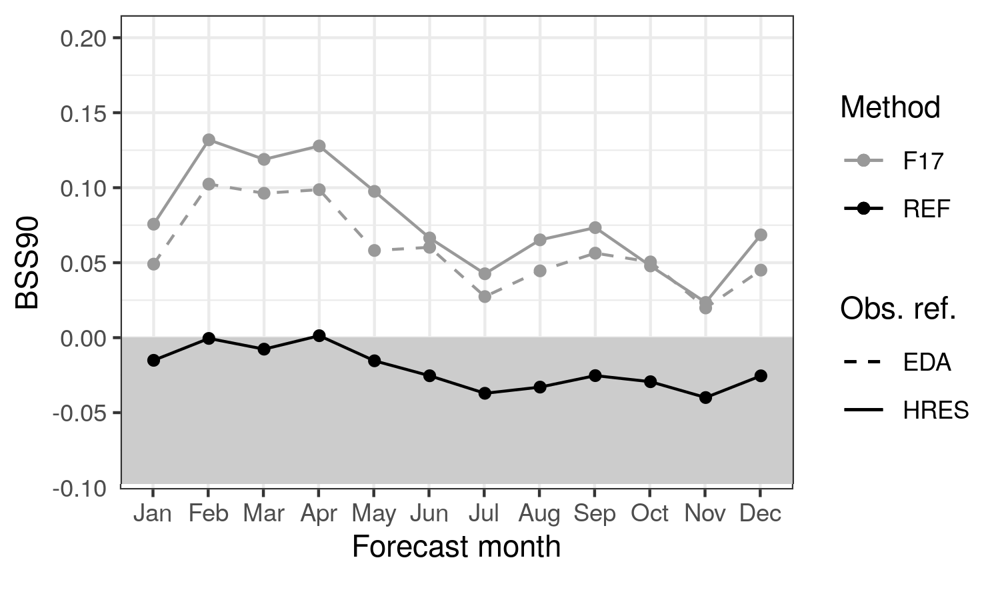 0.20
0.15
0.10
0.05
0.00
-0.05
-0.10
BSS90
Jan Feb Mar Apr May Jun Jul Aug Sep Oct Nov Dec
Forecast month
Method
F17
REF
Obs. ref.
EDA
HRES